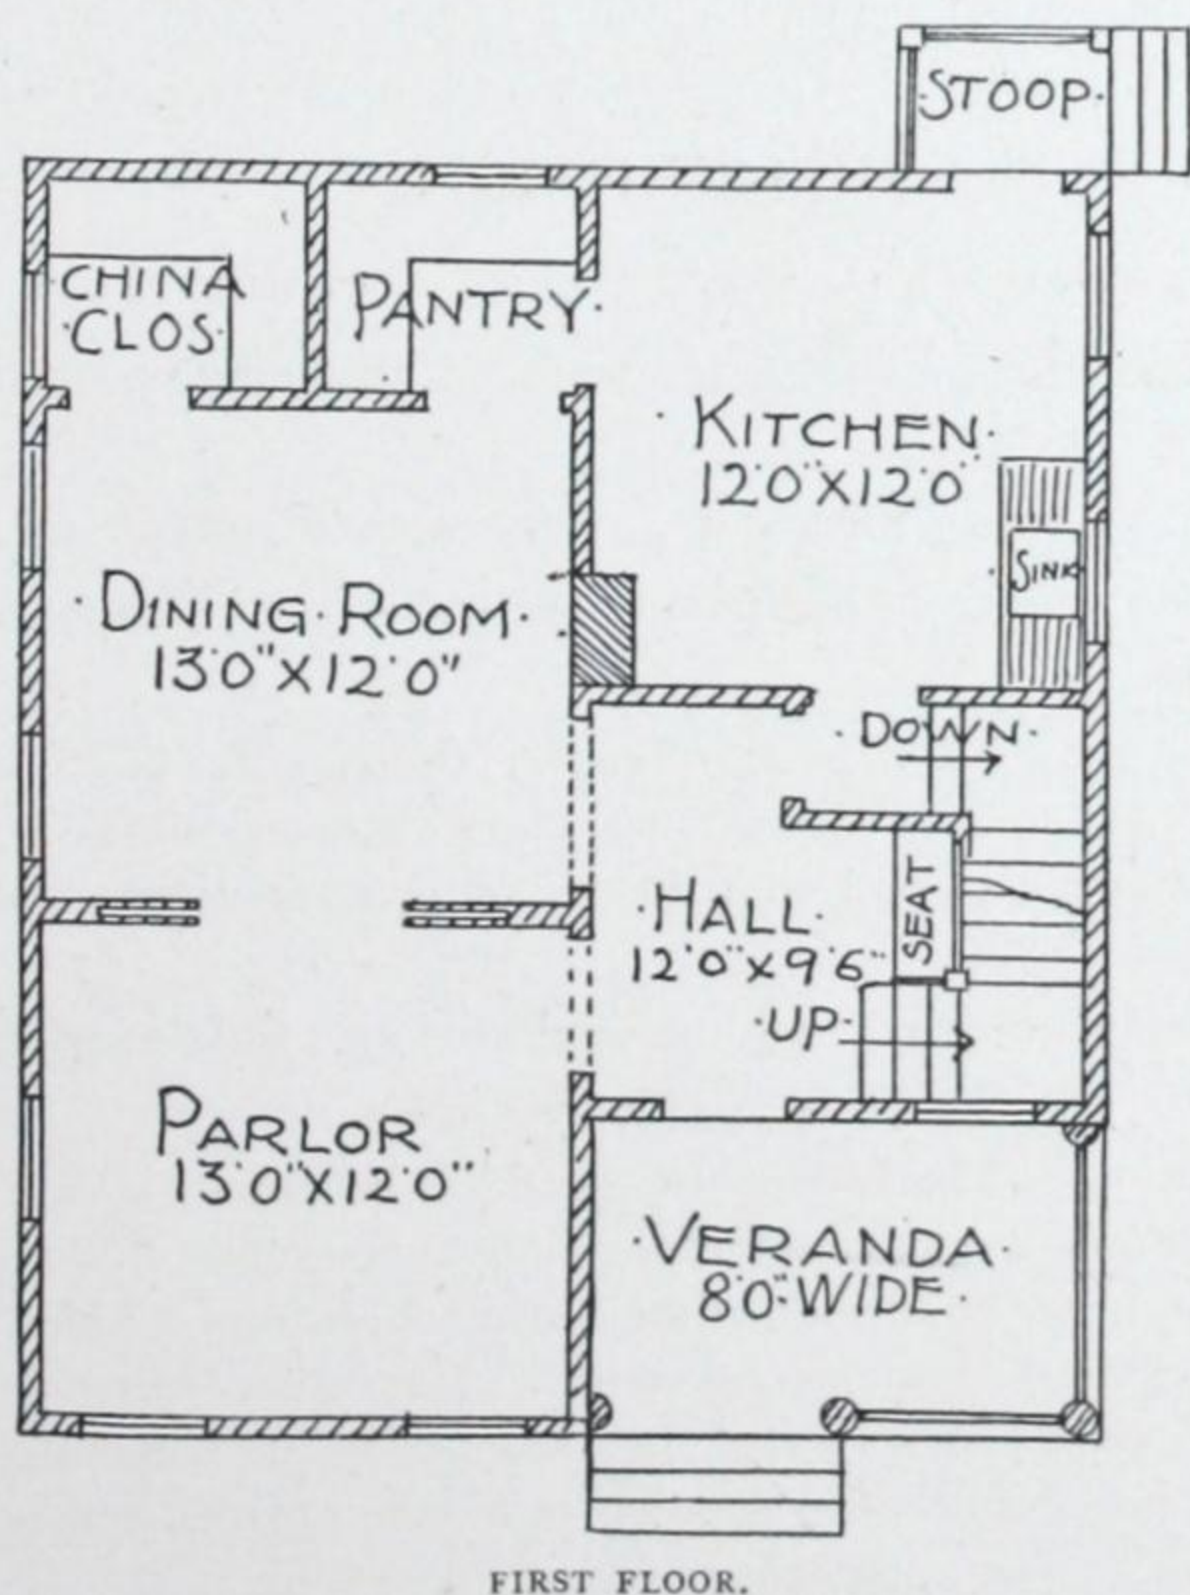 STOOP
CHINA
CLOS.
PANTRY.
KITCHEN.
12'0"X12'0"
SINK
DINING ROOM.
13'0"X12'0"
DOWN.
HALL.
12'0"X9'6"
SEAT
UP.
PARLOR
13'0"X12'0"
VERANDA.
8'0" WIDE.
FIRST FLOOR.